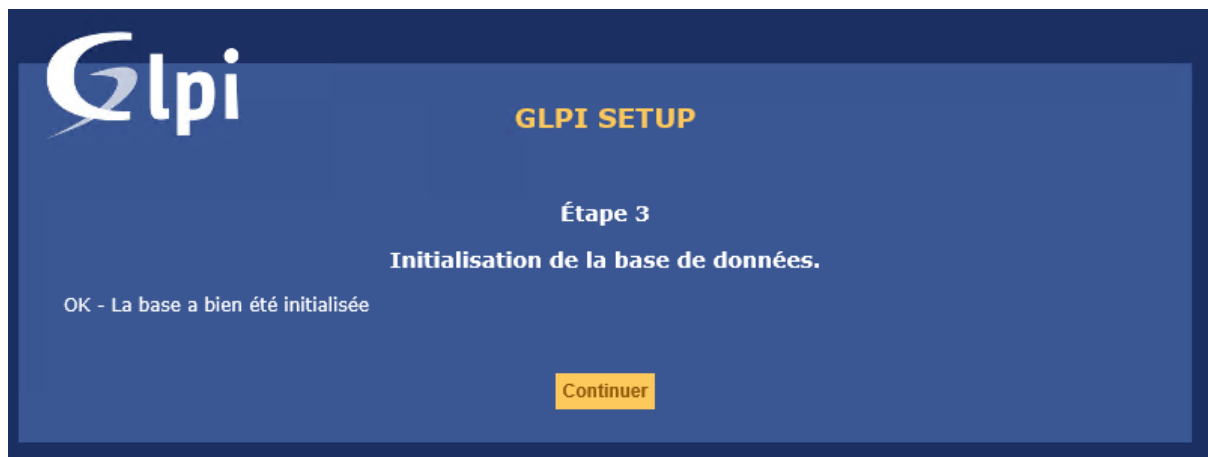 Glpi
GLPI SETUP
Étape 3
Initialisation de la base de données.
OK - La base a bien été initialisée
Continuer